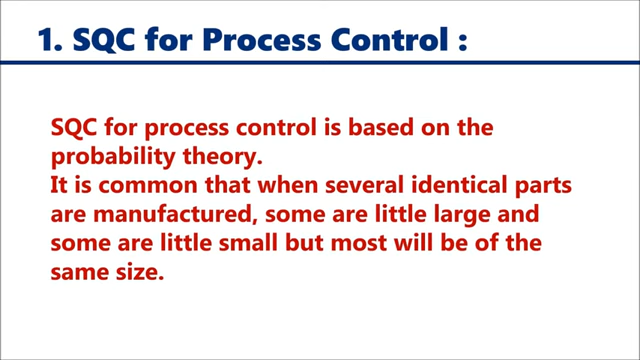 1. SQC for Process Control :
SQC for process control is based on the
probability theory.
It is common that when several identical parts
are manufactured, some are little large and
some are little small but most will be of the
same size.